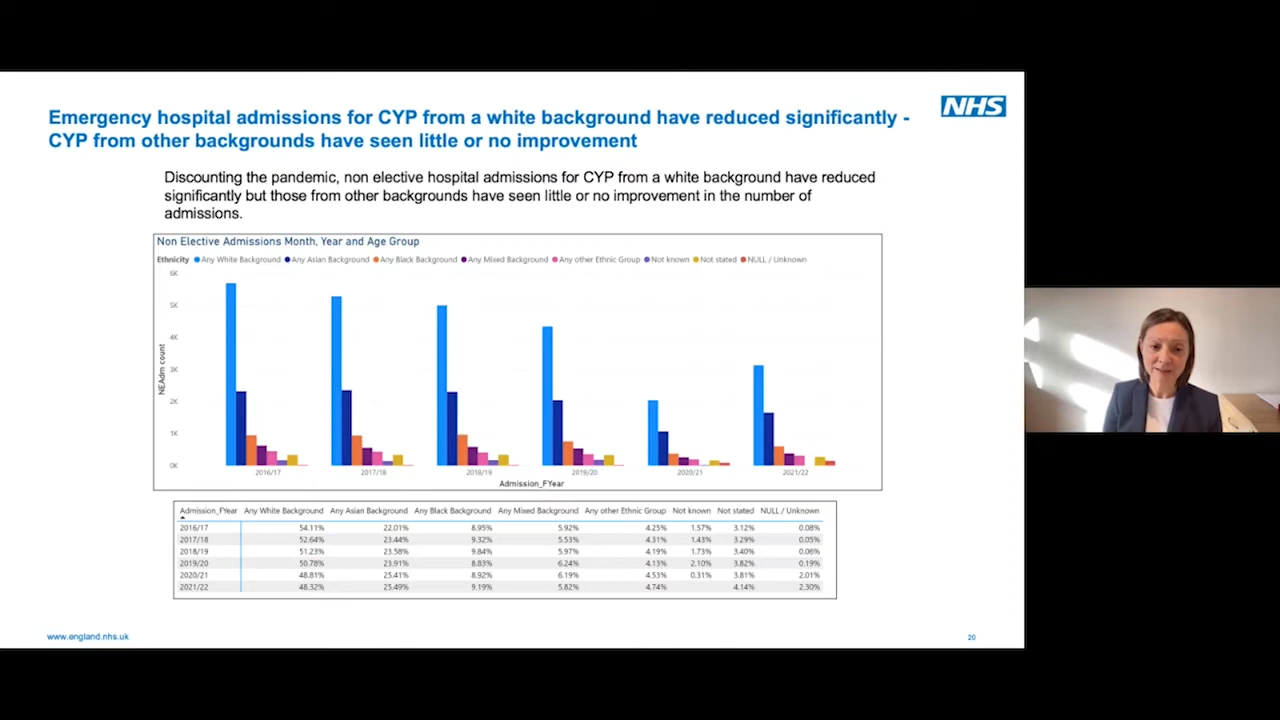 Emergency hospital admissions for CYP from a white background have reduced significantly -
CYP from other backgrounds have seen little or no improvement
NHS
Discounting the pandemic, non elective hospital admissions for CYP from a white background have reduced
significantly but those from other backgrounds have seen little or no improvement in the number of
admissions.
Non Elective Admissions Month, Year and Age Group
Ethnicity Any White Background Any Asian Background Any Black Background Any Mixed Background Any other Ethnic Group Not known Not stated NULL / Unknown
6K
5K
4K
3K
2K
1K
0K
NEAdm count
2016/17 2017/18 2018/19 2019/20 2020/21 2021/22
Admission_FYear
Admission_FYear Any White Background Any Asian Background Any Black Background Any Mixed Background Any other Ethnic Group Not known Not stated NULL / Unknown
2016/17 54.11% 22.01% 8.95% 5.92% 4.25% 1.57% 3.12% 0.08%
2017/18 52.64% 23.44% 9.32% 5.53% 4.31% 1.43% 3.29% 0.05%
2018/19 51.23% 23.58% 9.84% 5.97% 4.19% 1.73% 3.40% 0.06%
2019/20 50.78% 23.91% 8.83% 6.24% 4.13% 2.10% 3.82% 0.19%
2020/21 48.81% 25.41% 8.92% 6.19% 4.53% 0.31% 3.81% 2.01%
2021/22 48.32% 25.49% 9.19% 5.82% 4.74% 4.14% 2.30%
www.england.nhs.uk
20